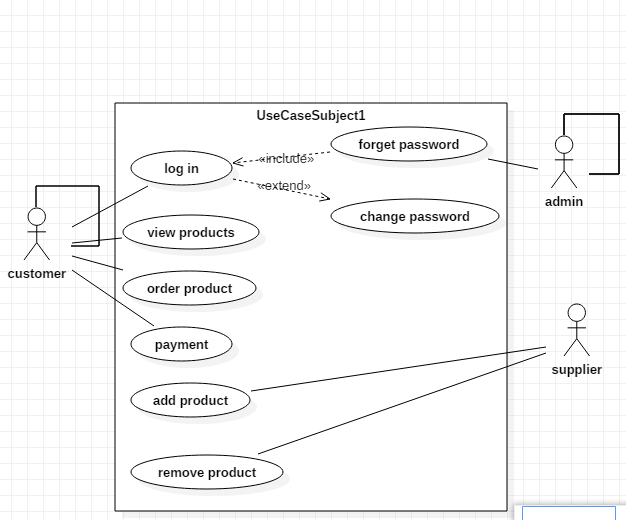 UseCaseSubject1
forget password
«include»
log in
«extend»
admin
change password
view products
customer
order product
payment
supplier
add product
remove product